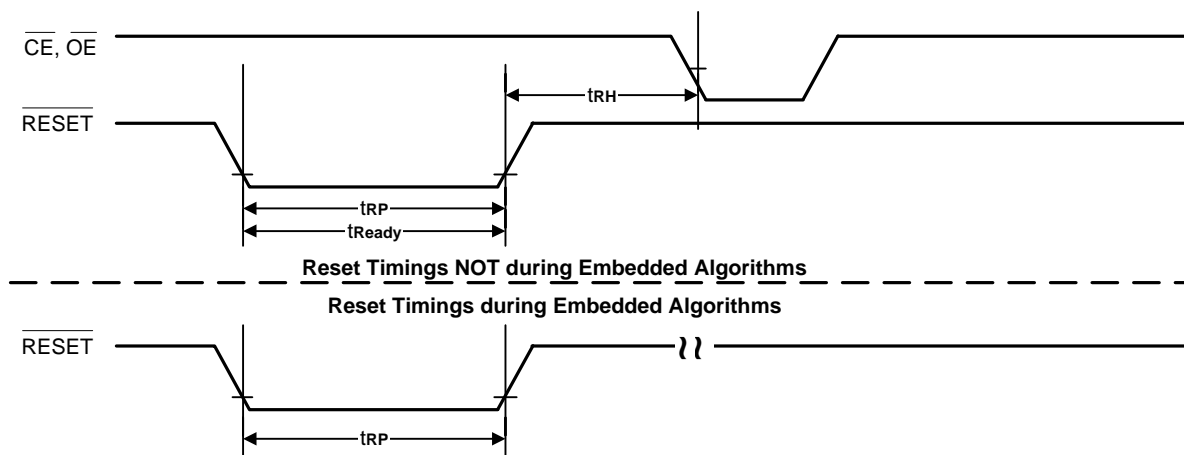 CE, OE
tRH
RESET
tRP
tReady
Reset Timings NOT during Embedded Algorithms
Reset Timings during Embedded Algorithms
RESET
tRP